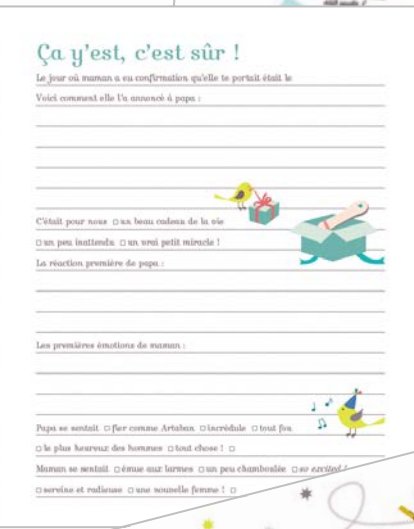 Ça y'est, c'est sûr !
Le jour où maman a eu confirmation qu'elle te portait était le
Voici comment elle l'a annoncé à papa :
C'était pour nous □ un beau cadeau de la vie
□ un peu inattendu □ un vrai petit miracle !
La réaction première de papa :
Les premières émotions de maman :
Papa se sentait □ fier comme Artaban □ incrédule □ tout fou
□ le plus heureux des hommes □ tout chose ! □
Maman se sentait □ émue aux larmes □ un peu chamboulée □ so excited !
□ sereine et radieuse □ une nouvelle femme ! □